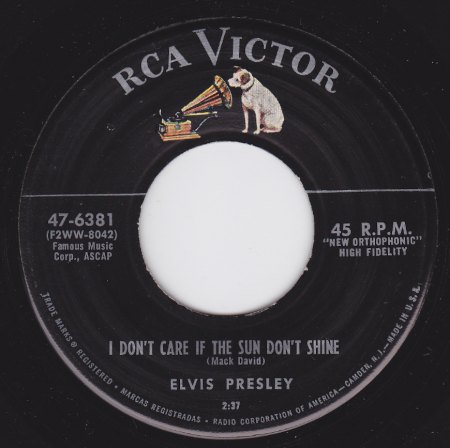 RCA VICTOR
47-6381
(F2WW-8042)
Famous Music
Corp., ASCAP
45 R.P.M.
"NEW ORTHOPHONIC"
HIGH FIDELITY
I DON'T CARE IF THE SUN DON'T SHINE
(Mack David)
ELVIS PRESLEY
2:37
TRADE MARKS ® REGISTERED • MARCAS REGISTRADAS • RADIO CORPORATION OF AMERICA—CAMDEN, N. J.—MADE IN U.S.A.